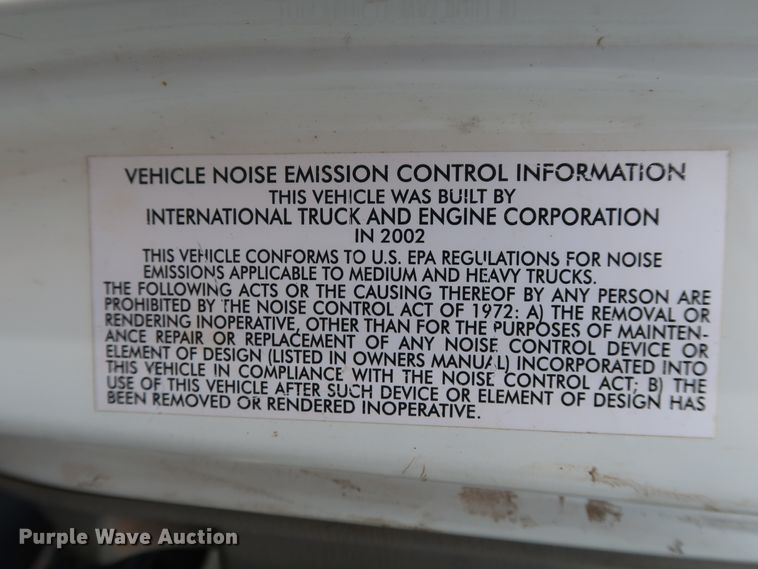 VEHICLE NOISE EMISSION CONTROL INFORMATION
THIS VEHICLE WAS BUILT BY
INTERNATIONAL TRUCK AND ENGINE CORPORATION
IN 2002
THIS VEHICLE CONFORMS TO U.S. EPA REGULATIONS FOR NOISE
EMISSIONS APPLICABLE TO MEDIUM AND HEAVY TRUCKS.
THE FOLLOWING ACTS OR THE CAUSING THEREOF BY ANY PERSON ARE
PROHIBITED BY THE NOISE CONTROL ACT OF 1972: A) THE REMOVAL OR
RENDERING INOPERATIVE, OTHER THAN FOR THE PURPOSES OF MAINTEN-
ANCE REPAIR OR REPLACEMENT OF ANY NOISE CONTROL DEVICE OR
ELEMENT OF DESIGN (LISTED IN OWNERS MANUAL) INCORPORATED INTO
THIS VEHICLE IN COMPLIANCE WITH THE NOISE CONTROL ACT; B) THE
USE OF THIS VEHICLE AFTER SUCH DEVICE OR ELEMENT OF DESIGN HAS
BEEN REMOVED OR RENDERED INOPERATIVE.
Purple Wave Auction